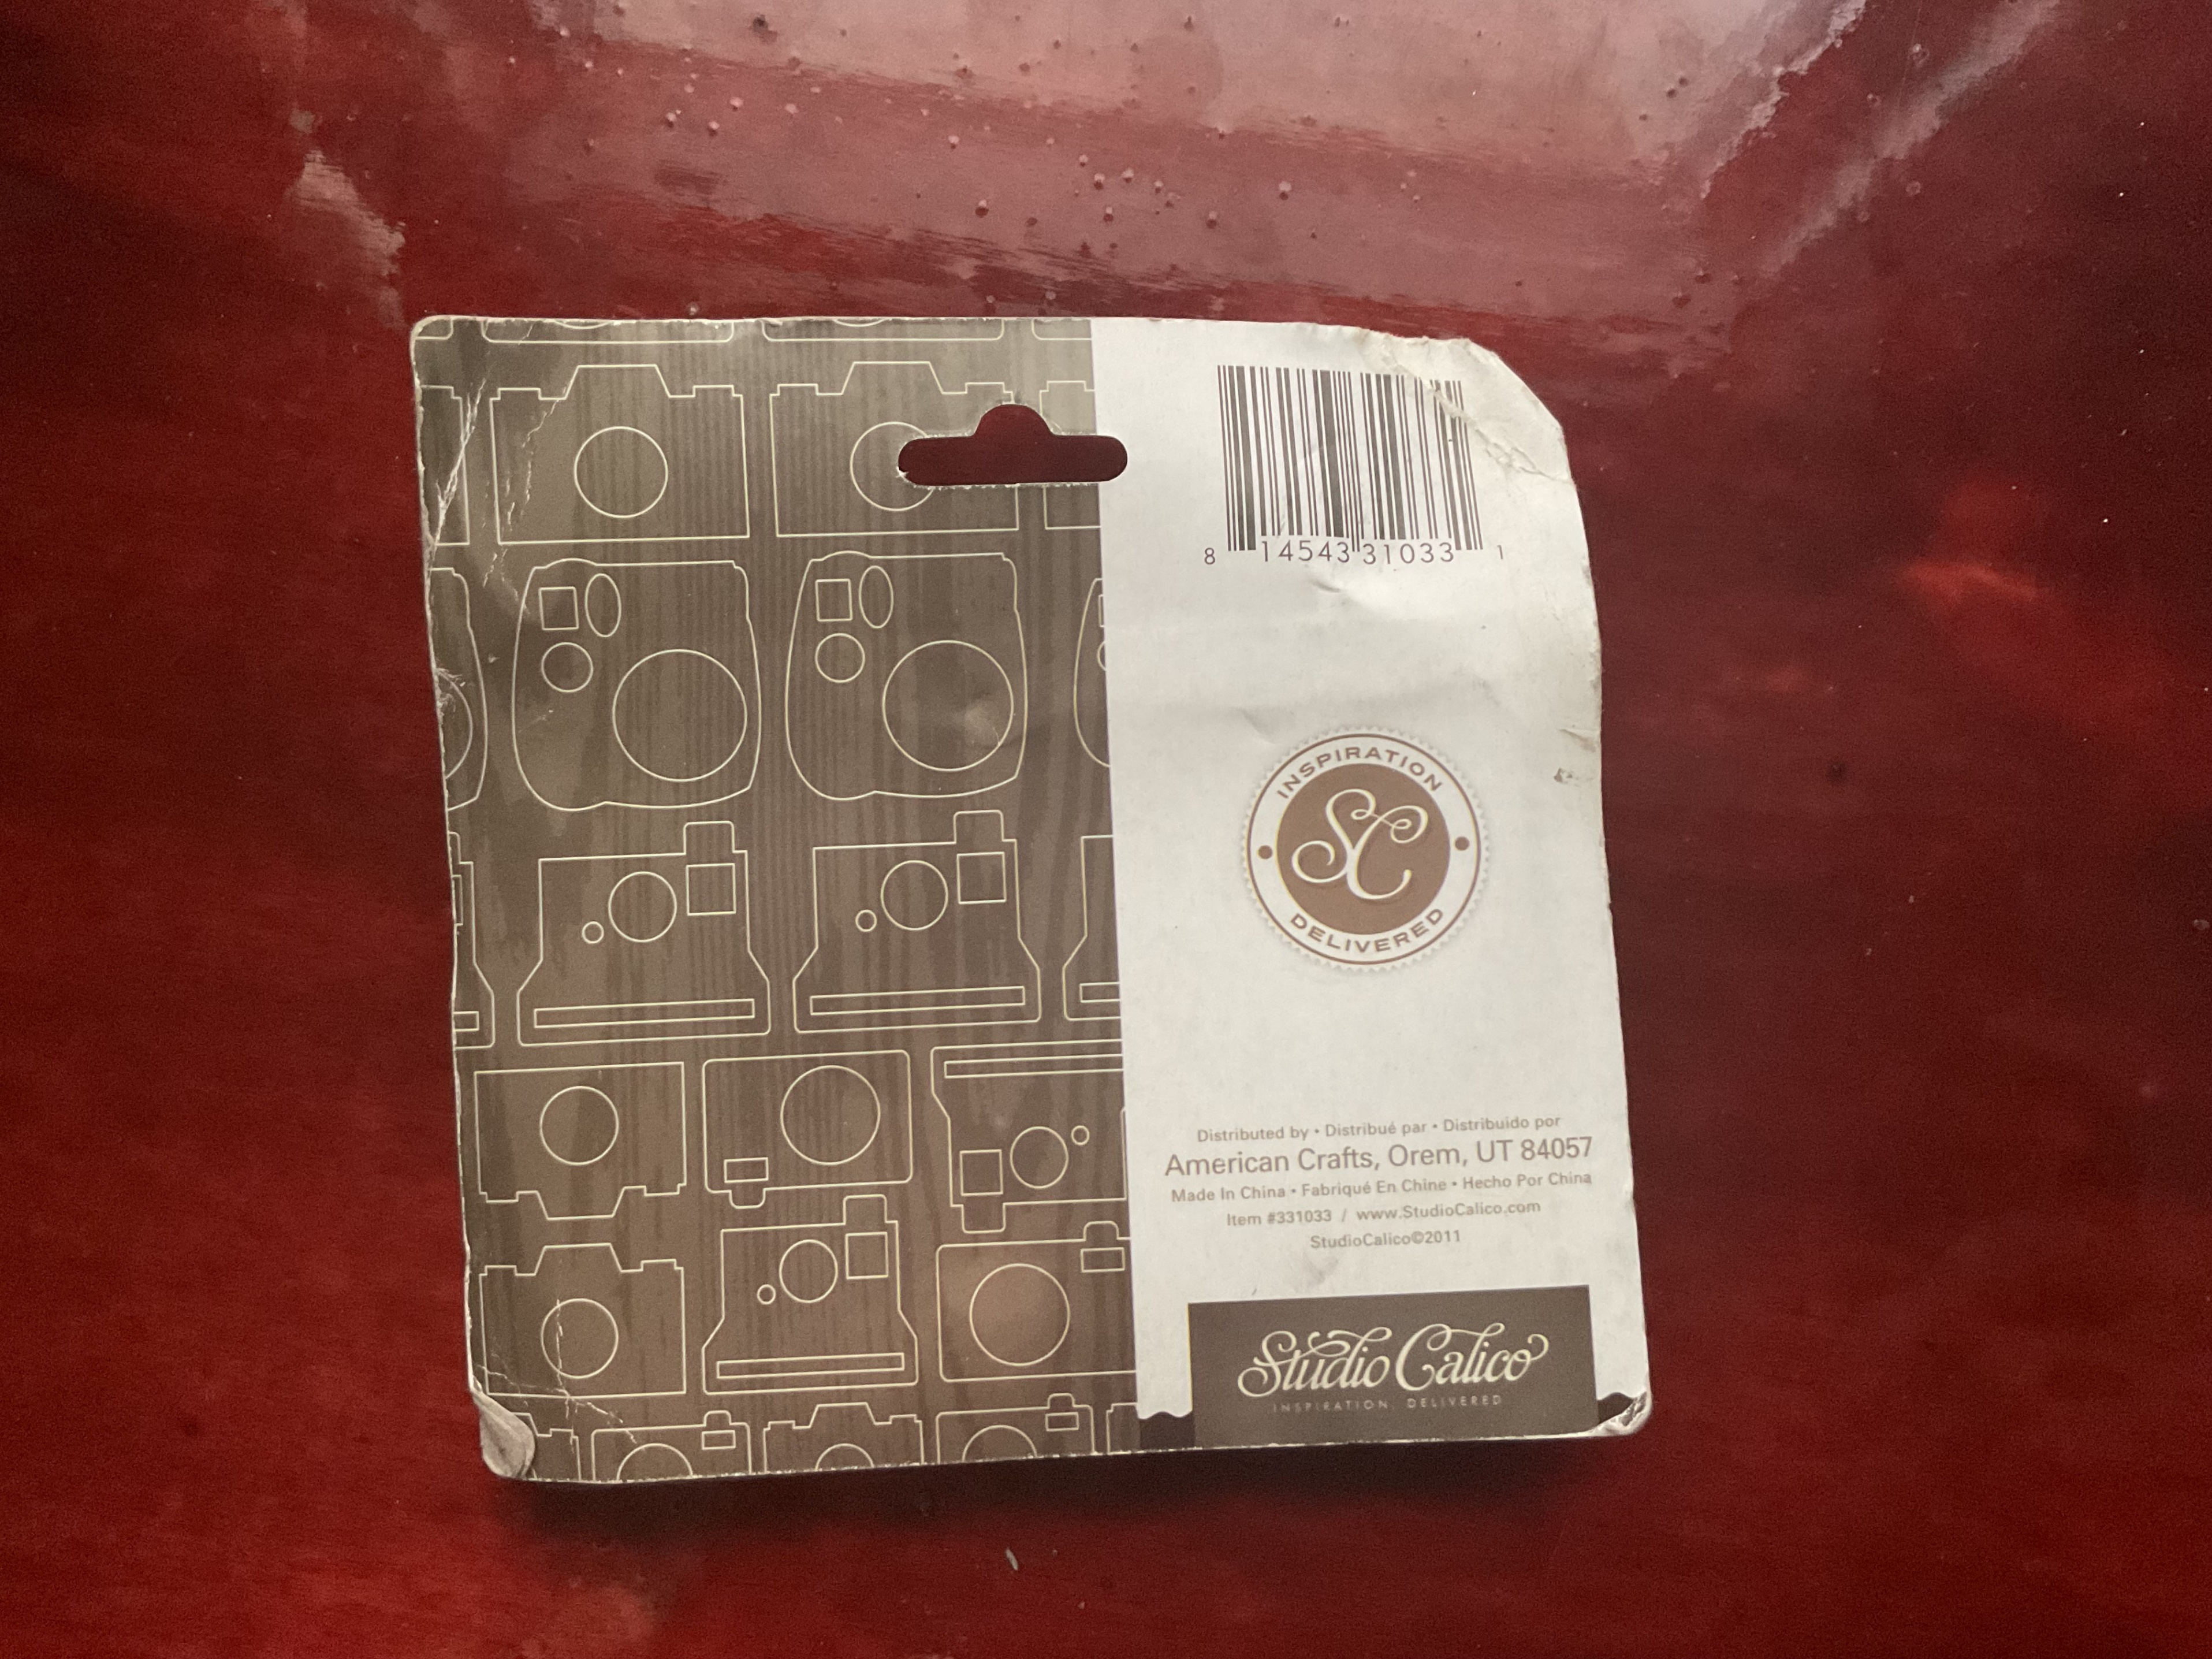 8 14543 31033 1
INSPIRATION
SC
DELIVERED
Distributed by • Distribué par • Distribuido por
American Crafts, Orem, UT 84057
Made In China • Fabriqué En Chine • Hecho Por China
Item #331033 / www.StudioCalico.com
StudioCalico©2011
Studio Calico
INSPIRATION. DELIVERED